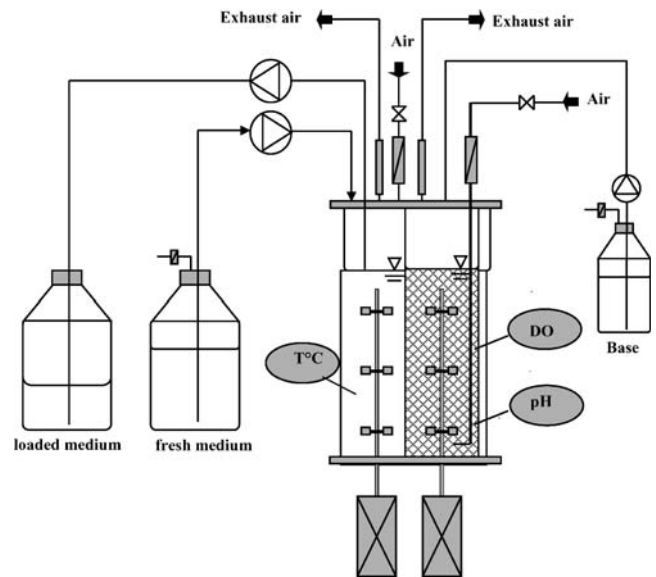 Exhaust air
Exhaust air
Air
Air
T°C
DO
Base
pH
loaded medium
fresh medium